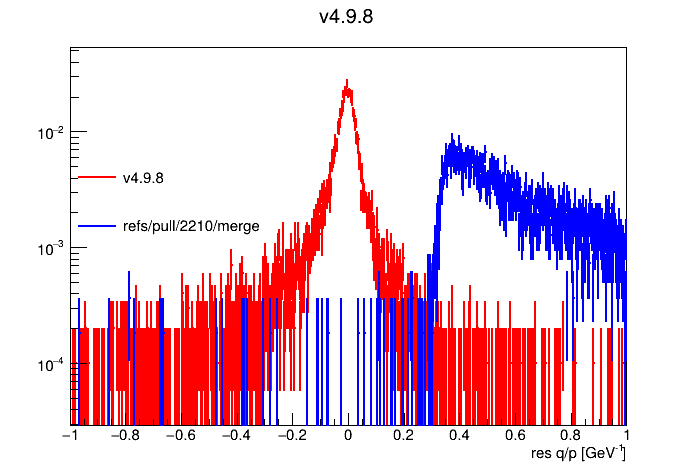 v4.9.8
10⁻²
v4.9.8
refs/pull/2210/merge
10⁻³
10⁻⁴
−1 −0.8 −0.6 −0.4 −0.2 0 0.2 0.4 0.6 0.8 1
res q/p [GeV⁻¹]